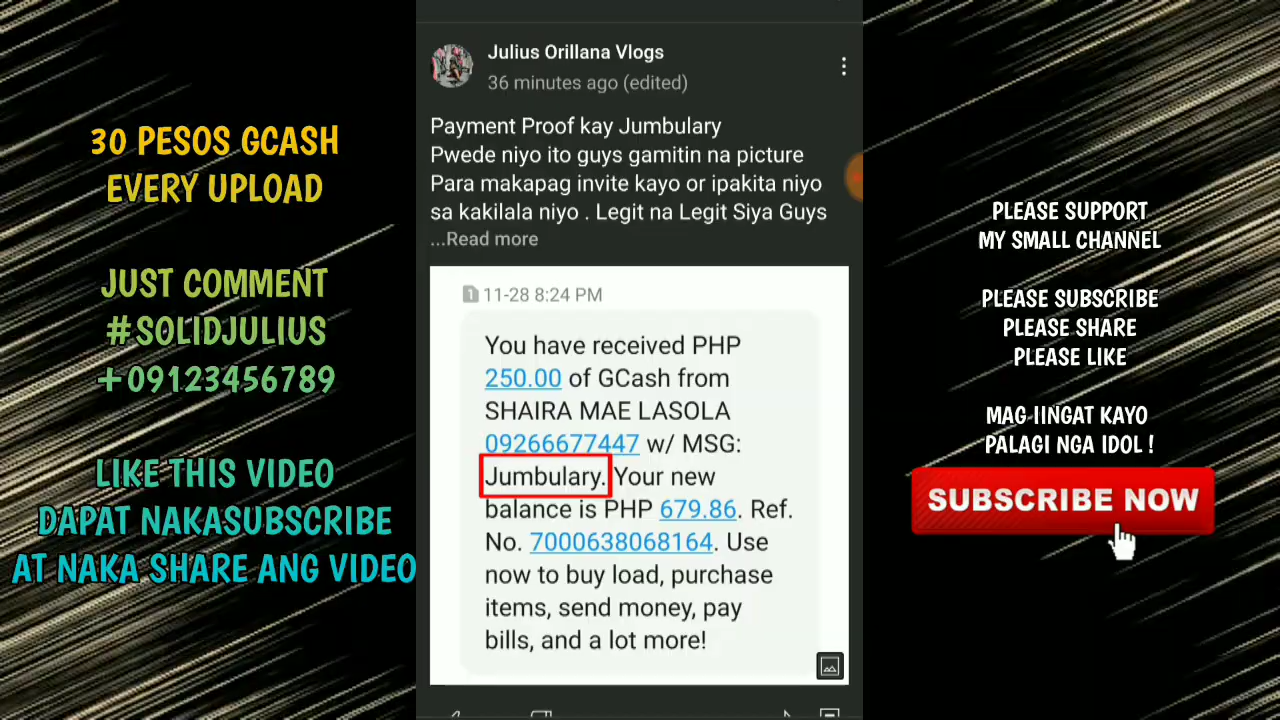 30 PESOS GCASH
EVERY UPLOAD
JUST COMMENT
#SOLIDJULIUS
+09123456789
LIKE THIS VIDEO
DAPAT NAKASUBSCRIBE
AT NAKA SHARE ANG VIDEO
Julius Orillana Vlogs
36 minutes ago (edited)
Payment Proof kay Jumbulary
Pwede niyo ito guys gamitin na picture
Para makapag invite kayo or ipakita niyo
sa kakilala niyo . Legit na Legit Siya Guys
...Read more
1 11-28 8:24 PM
You have received PHP
250.00 of GCash from
SHAIRA MAE LASOLA
09266677447 w/ MSG:
Jumbulary. Your new
balance is PHP 679.86. Ref.
No. 7000638068164. Use
now to buy load, purchase
items, send money, pay
bills, and a lot more!
PLEASE SUPPORT
MY SMALL CHANNEL
PLEASE SUBSCRIBE
PLEASE SHARE
PLEASE LIKE
MAG IINGAT KAYO
PALAGI NGA IDOL !
SUBSCRIBE NOW